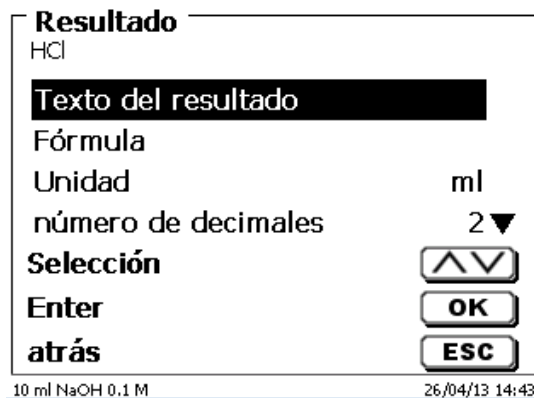 Resultado
HCl
Texto del resultado
Fórmula
Unidad ml
número de decimales 2
Selección
Enter OK
atrás ESC
10 ml NaOH 0.1 M 26/04/13 14:43